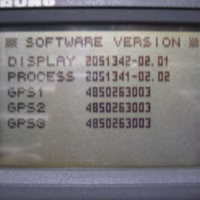 SOFTWARE VERSION
DISPLAY 2051342-02.01
PROCESS 2051341-02.02
GPS1 4850263003
GPS2 4850263003
GPS3 4850263003